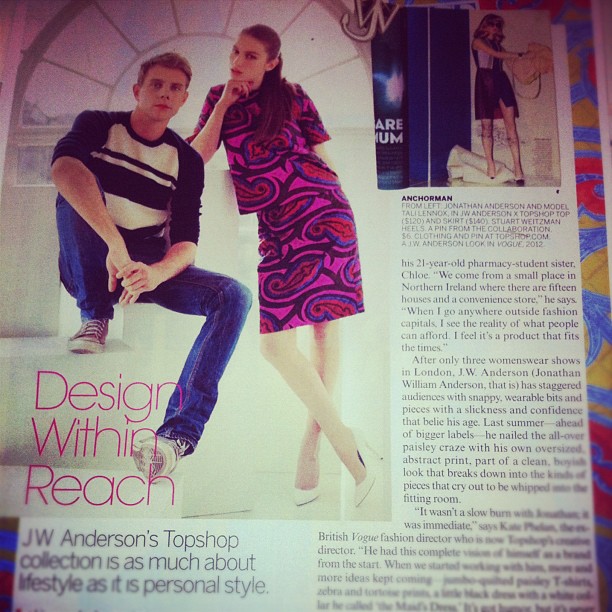 JW
ARE
IUM
ANCHORMAN
FROM LEFT: JONATHAN ANDERSON AND MODEL
TALI LENNOX, IN JW ANDERSON X TOPSHOP TOP
($120) AND SKIRT ($140). STUART WEITZMAN
HEELS. A PIN FROM THE COLLABORATION,
$6. CLOTHING AND PIN AT TOPSHOP.COM.
A J.W. ANDERSON LOOK IN VOGUE, 2012.
his 21-year-old pharmacy-student sister,
Chloe. “We come from a small place in
Northern Ireland where there are fifteen
houses and a convenience store,” he says.
“When I go anywhere outside fashion
capitals, I see the reality of what people
can afford. I feel it’s a product that fits
the times.”
After only three womenswear shows
in London, J.W. Anderson (Jonathan
William Anderson, that is) has staggered
audiences with snappy, wearable bits and
pieces with a slickness and confidence
that belie his age. Last summer—ahead
of bigger labels—he nailed the all-over
paisley craze with his own oversized,
abstract print, part of a clean, boyish
look that breaks down into the kinds of
pieces that cry out to be whipped into the
fitting room.
“It wasn’t a slow burn with Jonathan; it
was immediate,” says Kate Phelan, the ex-
British Vogue fashion director who is now Topshop’s creative
director. “He had this complete vision of himself as a brand
from the start. When we started working with him, more and
more ideas kept coming—jumbo-quilted paisley T-shirts,
zebra and tortoise prints, a little black dress with a white col-
lar he called ‘the Maid’s Dress.’
Design
Within
Reach
JW Anderson’s Topshop
collection is as much about
lifestyle as it is personal style.